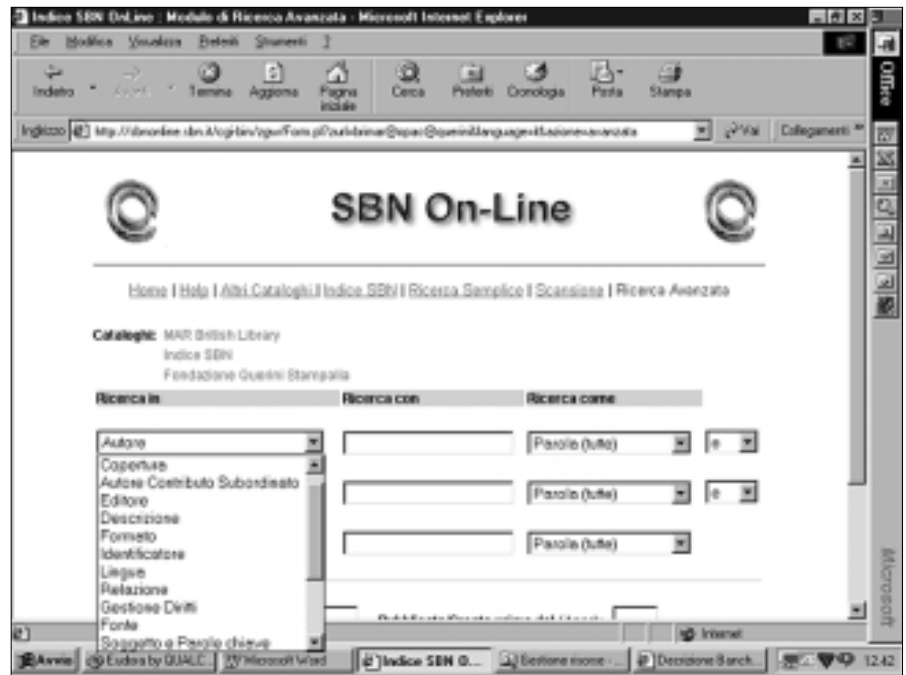 Indice SBN OnLine : Modulo di Ricerca Avanzata - Microsoft Internet Explorer
File Modifica Visualizza Preferiti Strumenti ?
Indietro Avanti Termina Aggiorna Pagina iniziale Cerca Preferiti Cronologia Posta Stampa
Indirizzo Vai Collegamenti »
Office
SBN On-Line
Home | Help | Altri Cataloghi | Indice SBN | Ricerca Semplice | Scansione | Ricerca Avanzata
Cataloghi: MAR British Library
Indice SBN
Fondazione Querini Stampalia
Ricerca in Ricerca con Ricerca come
Autore Parola (tutte) e
Copertura
Autore Contributo Subordinato
Editore Parola (tutte) e
Descrizione
Formato
Identificatore Parola (tutte)
Lingua
Relazione
Gestione Diritti
Fonte
Soggetto e Parole chiave
Internet
Microsoft
Avvio Eudora by QUALC... Microsoft Word Indice SBN O... Gestione risorse - ... Descrizione Banch... 12.42